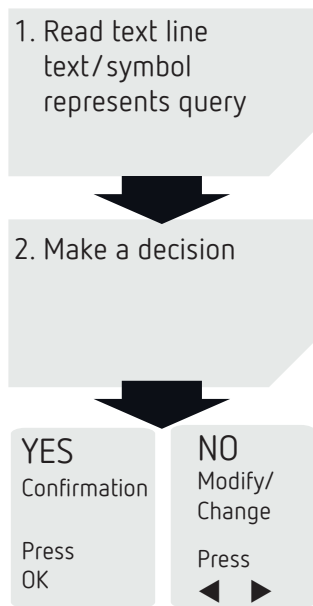 1. Read text line
text/symbol
represents query
2. Make a decision
YES
Confirmation
Press
OK
NO
Modify/
Change
Press
◀ ▶